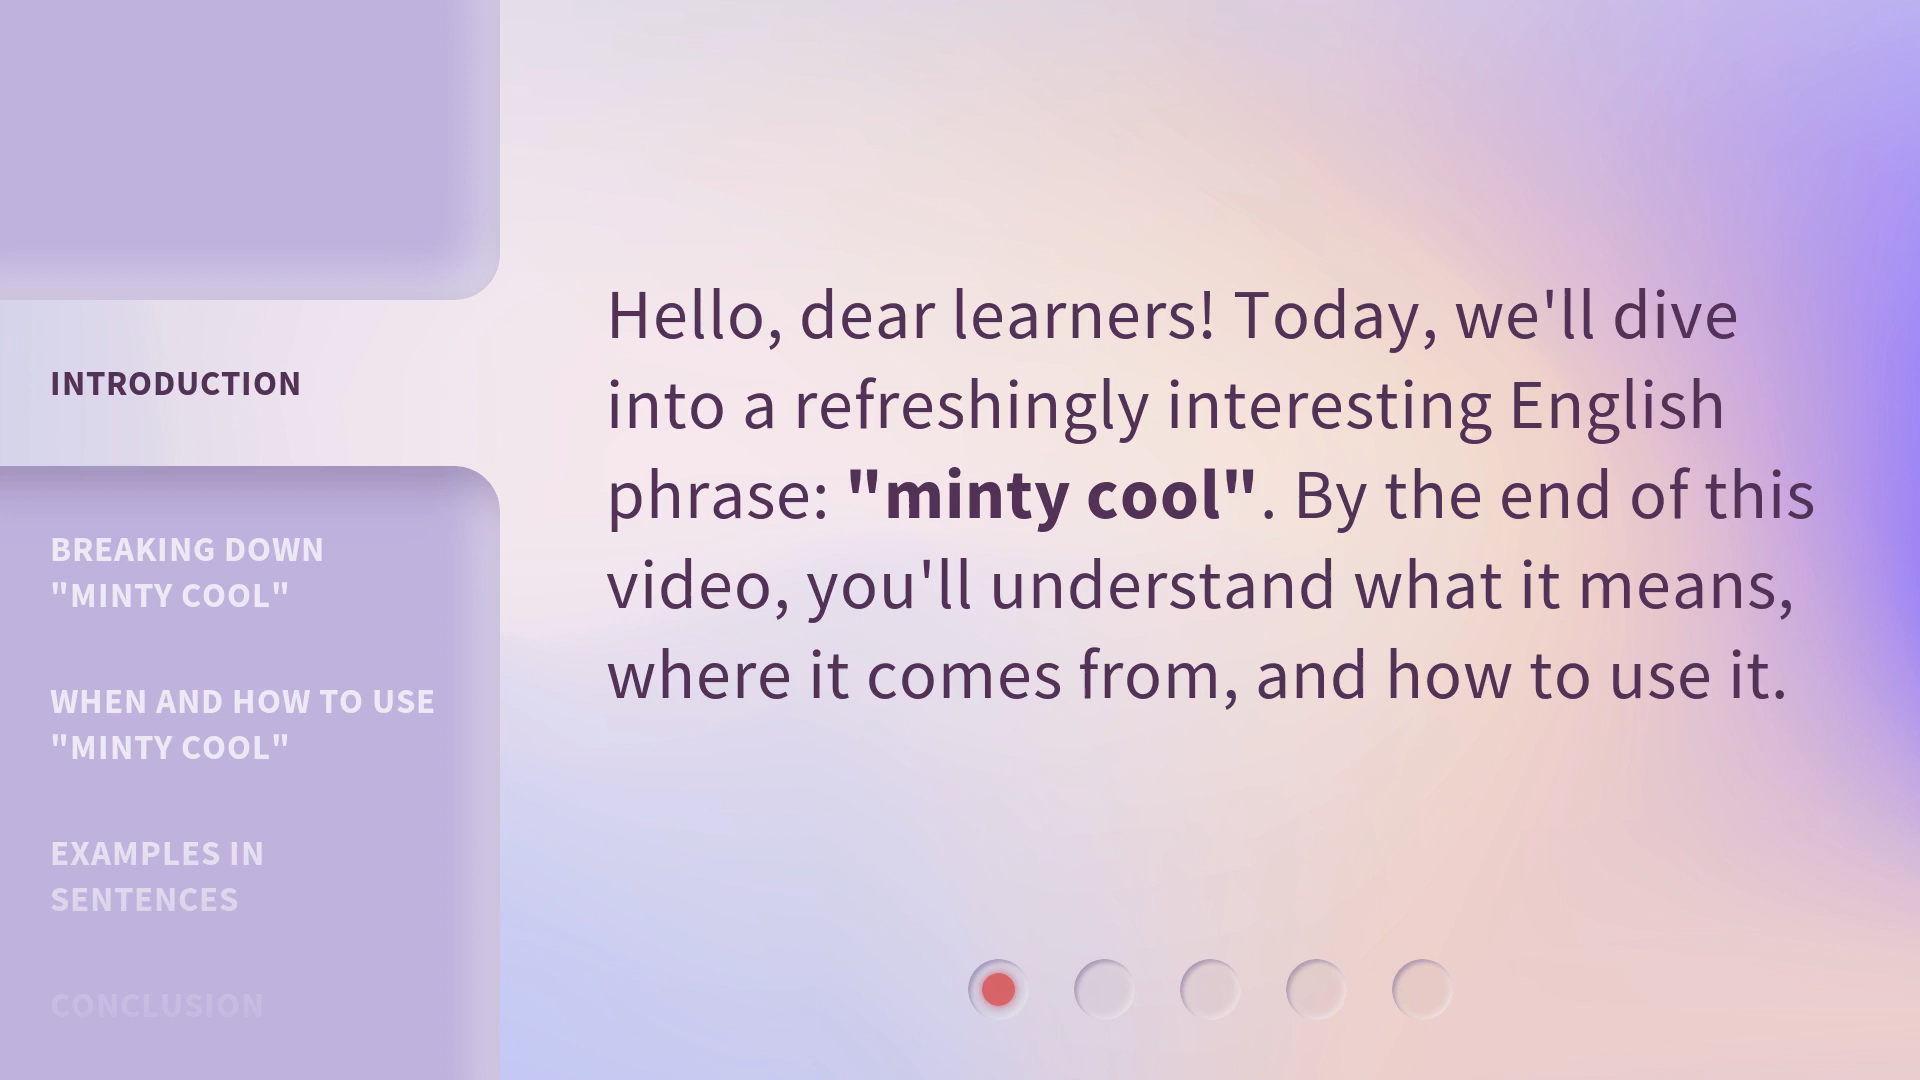 INTRODUCTION
BREAKING DOWN
"MINTY COOL"
WHEN AND HOW TO USE
"MINTY COOL"
EXAMPLES IN
SENTENCES
CONCLUSION
Hello, dear learners! Today, we'll dive
into a refreshingly interesting English
phrase: "minty cool". By the end of this
video, you'll understand what it means,
where it comes from, and how to use it.